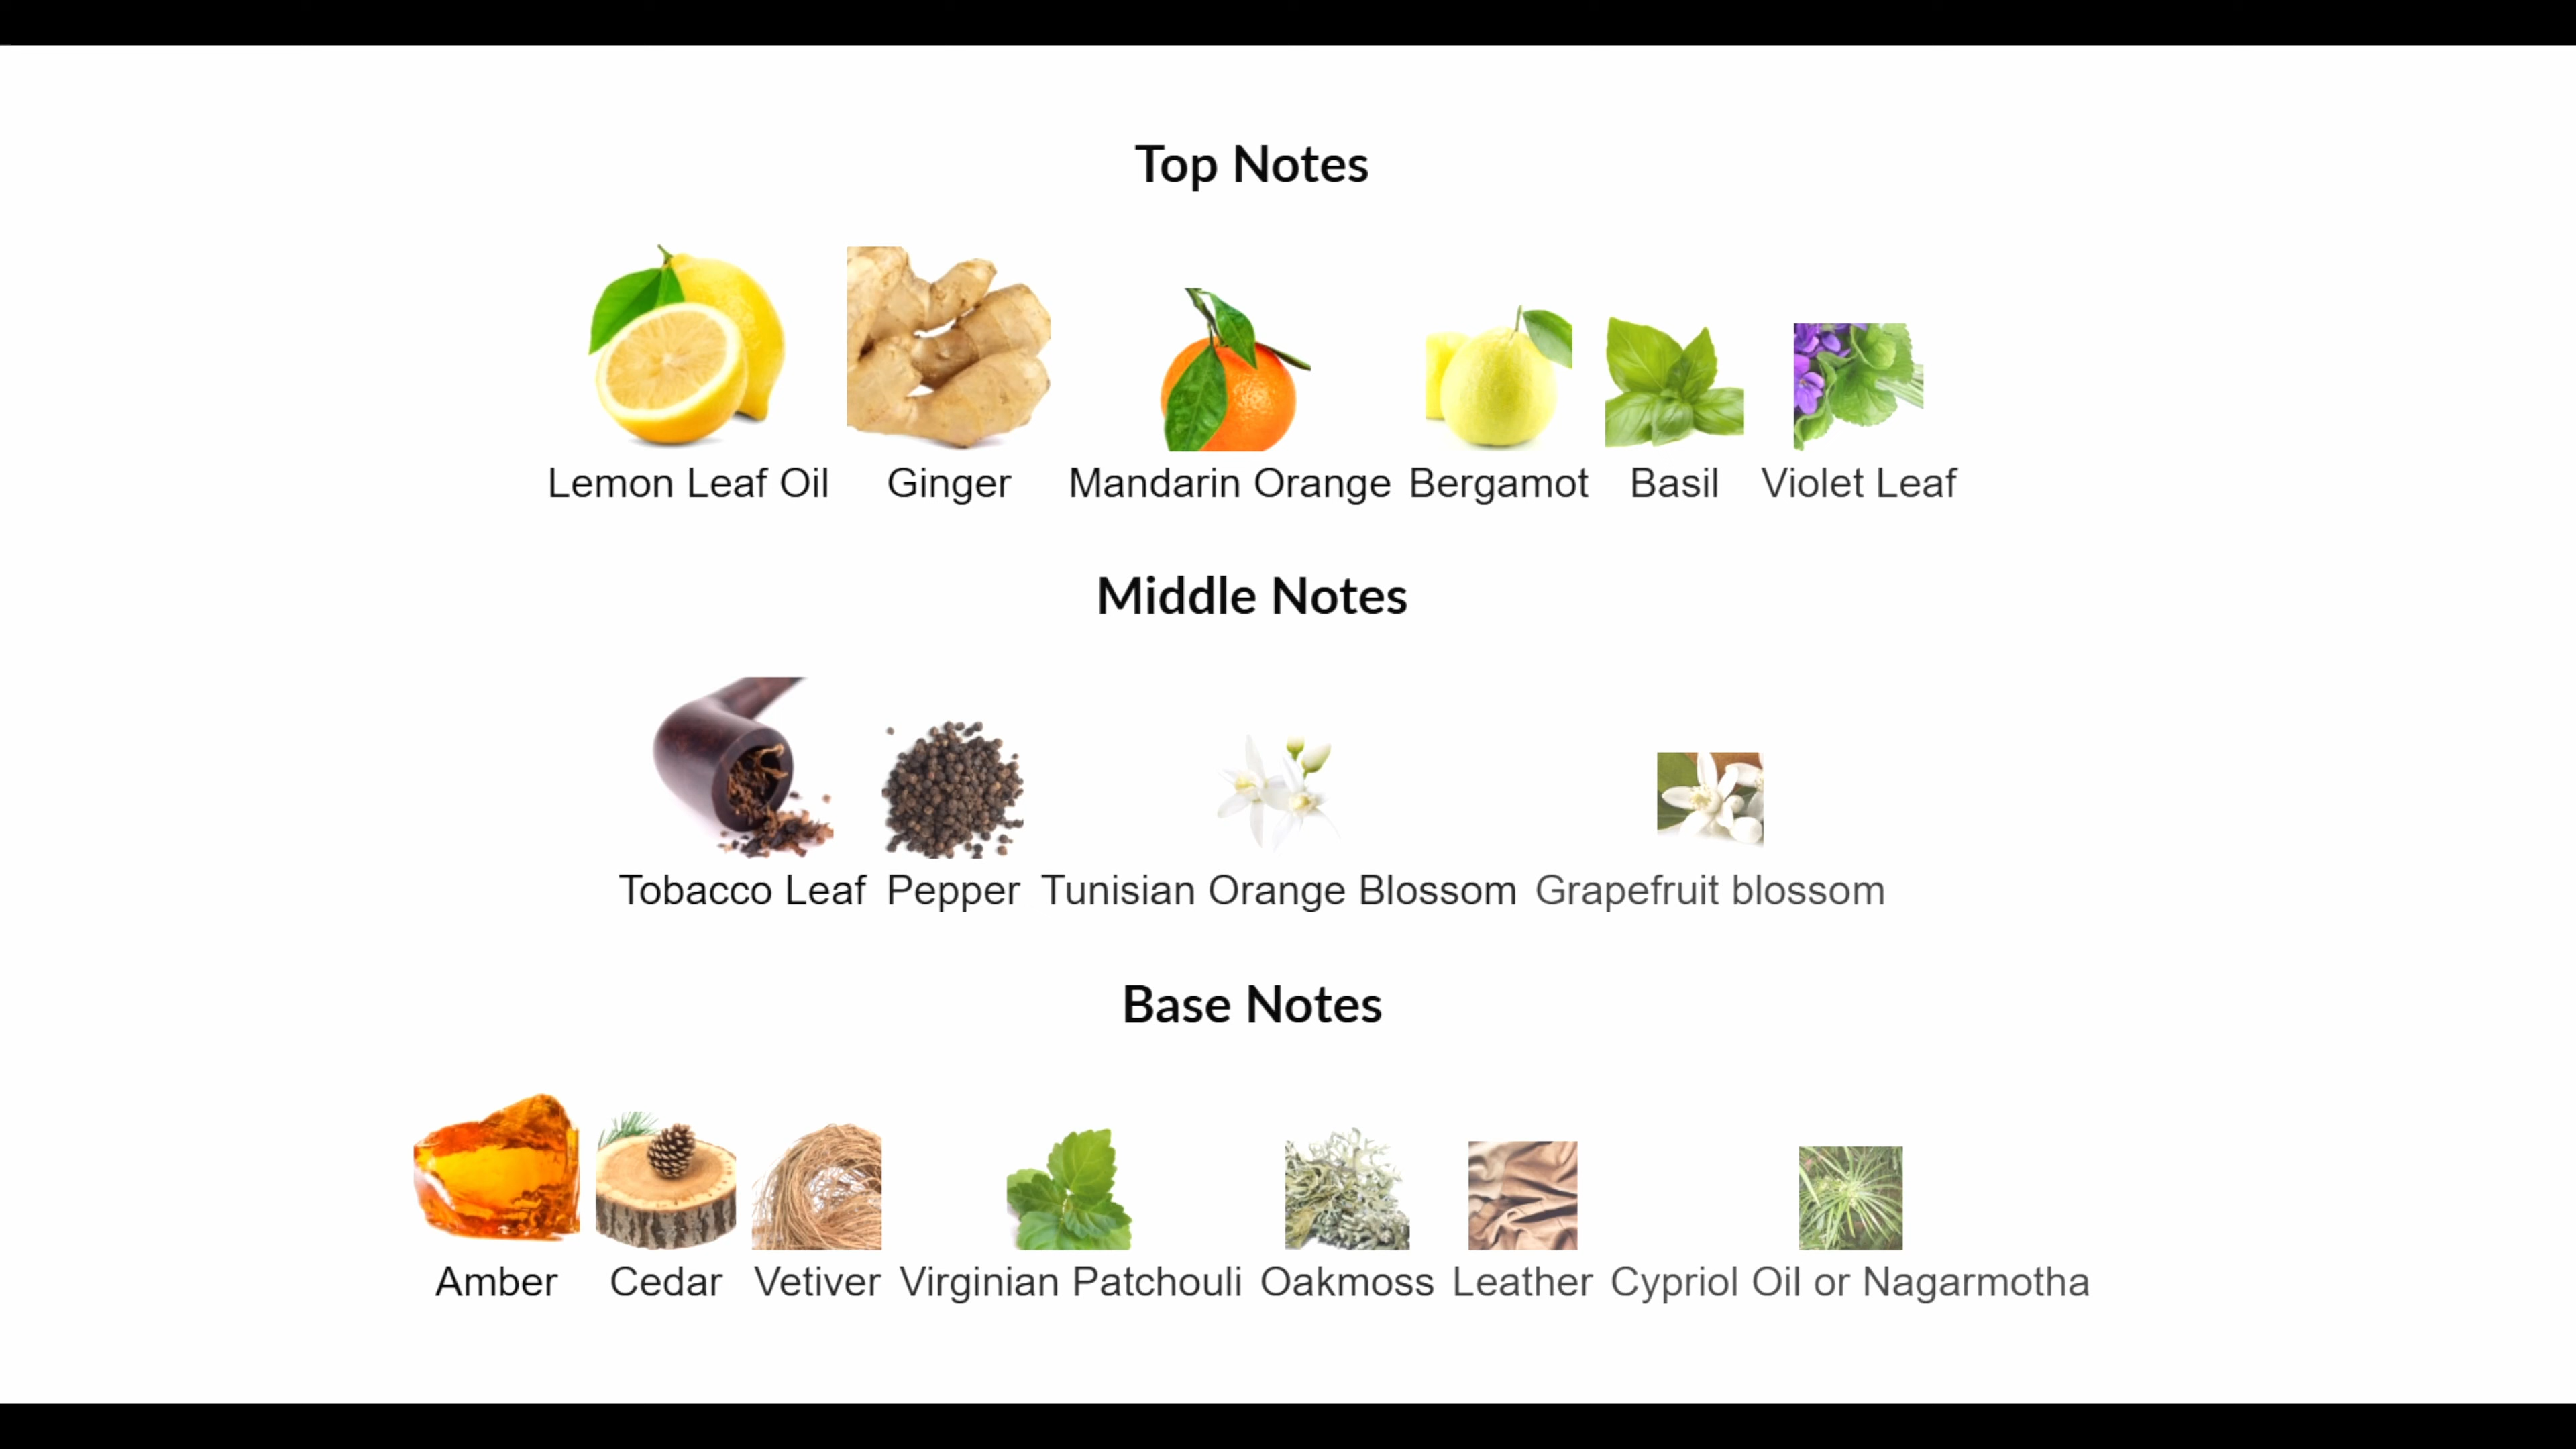 Top Notes
Lemon Leaf Oil Ginger Mandarin Orange Bergamot Basil Violet Leaf
Middle Notes
Tobacco Leaf Pepper Tunisian Orange Blossom Grapefruit blossom
Base Notes
Amber Cedar Vetiver Virginian Patchouli Oakmoss Leather Cypriol Oil or Nagarmotha